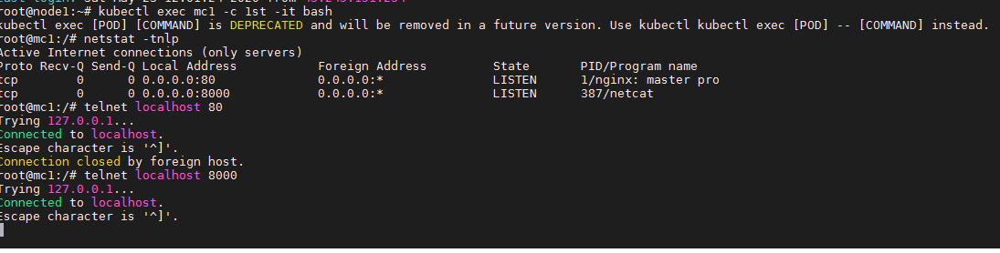 root@node1:~# kubectl exec mc1 -c 1st -it bash
kubectl exec [POD] [COMMAND] is DEPRECATED and will be removed in a future version. Use kubectl kubectl exec [POD] -- [COMMAND] instead.
root@mc1:/# netstat -tnlp
Active Internet connections (only servers)
Proto Recv-Q Send-Q Local Address Foreign Address State PID/Program name
tcp 0 0 0.0.0.0:80 0.0.0.0:* LISTEN 1/nginx: master pro
tcp 0 0 0.0.0.0:8000 0.0.0.0:* LISTEN 387/netcat
root@mc1:/# telnet localhost 80
Trying 127.0.0.1...
Connected to localhost.
Escape character is '^]'.
Connection closed by foreign host.
root@mc1:/# telnet localhost 8000
Trying 127.0.0.1...
Connected to localhost.
Escape character is '^]'.